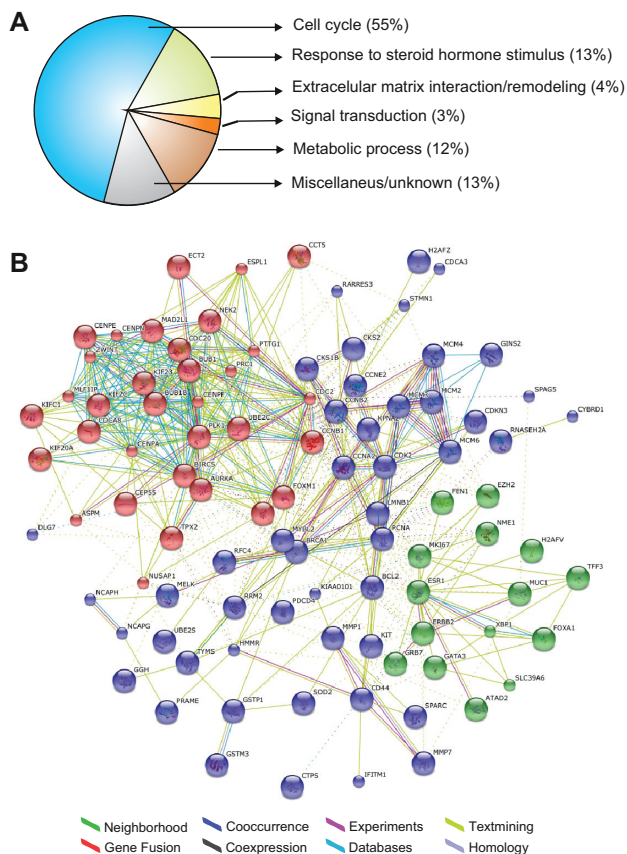 A
Cell cycle (55%)
Response to steroid hormone stimulus (13%)
Extracelular matrix interaction/remodeling (4%)
Signal transduction (3%)
Metabolic process (12%)
Miscellaneus/unknown (13%)
B
ECT2
ESPL1
CCT5
H2AFZ
CDCA3
RARRES3
STMN1
CENPE
CENPN
MAD2L1
NEK2
CDC20
ZWINT
BUB1
PTTG1
PRC1
CKS2
CKS1B
CCNE2
MCM4
GINS2
KIF23
MLF1IP
KIF2C
BUB1B
CENPF
CDC2
CCNB2
MCM2
SPAG5
KIFC1
CDCA8
PLK1
UBE2C
KPNA2
CDKN3
CYBRD1
RNASEH2A
KIF20A
CENPA
CCNB1
CCNA2
CDK2
MCM6
BIRC5
AURKA
CEP55
FOXM1
LMNB1
FEN1
EZH2
DLG7
ASPM
TPX2
MYBL2
BRCA1
PCNA
NME1
H2AFV
RFC4
MKI67
TFF3
NUSAP1
NCAPH
MELK
RRM2
KIAA0101
BCL2
ESR1
MUC1
NCAPG
UBE2S
PDCD4
MMP1
KIT
ERBB2
XBP1
FOXA1
HMMR
TYMS
GRB7
GATA3
GGH
SLC39A6
PRAME
GSTP1
SOD2
CD44
SPARC
ATAD2
GSTM3
CTPS
IFITM1
MMP7
Neighborhood Cooccurrence Experiments Textmining
Gene Fusion Coexpression Databases Homology